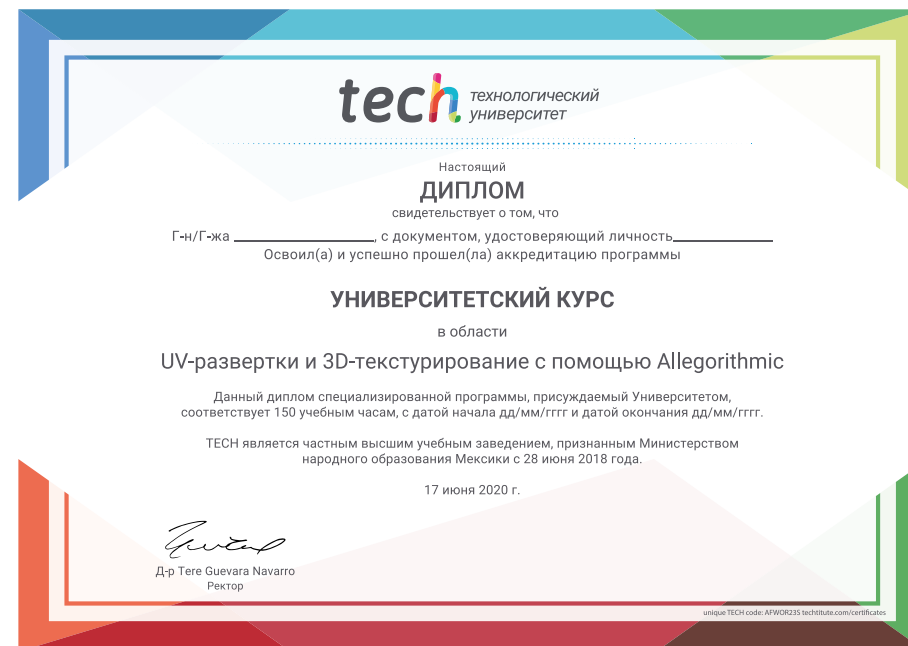 tech технологический
университет
Настоящий
ДИПЛОМ
свидетельствует о том, что
Г-н/Г-жа ____________________, с документом, удостоверяющий личность______________
Освоил(а) и успешно прошел(ла) аккредитацию программы
УНИВЕРСИТЕТСКИЙ КУРС
в области
UV-развертки и 3D-текстурирование с помощью Allegorithmic
Данный диплом специализированной программы, присуждаемый Университетом,
соответствует 150 учебным часам, с датой начала дд/мм/гггг и датой окончания дд/мм/гггг.
TECH является частным высшим учебным заведением, признанным Министерством
народного образования Мексики с 28 июня 2018 года.
17 июня 2020 г.
Д-р Tere Guevara Navarro
Ректор
unique TECH code: AFWOR23S techtitute.com/certificates